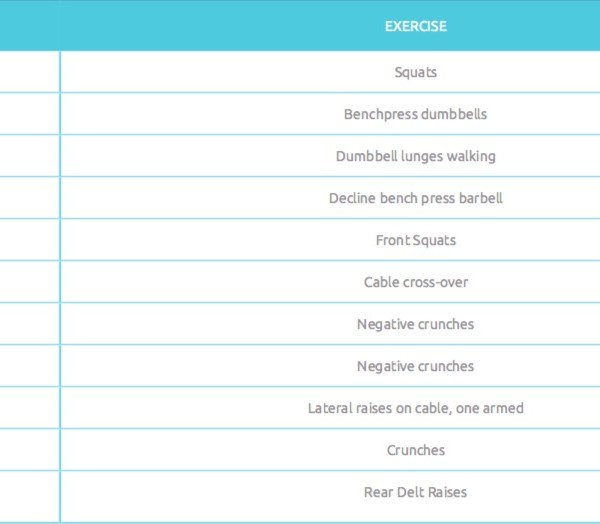 EXERCISE
Squats
Benchpress dumbbells
Dumbbell lunges walking
Decline bench press barbell
Front Squats
Cable cross-over
Negative crunches
Negative crunches
Lateral raises on cable, one armed
Crunches
Rear Delt Raises